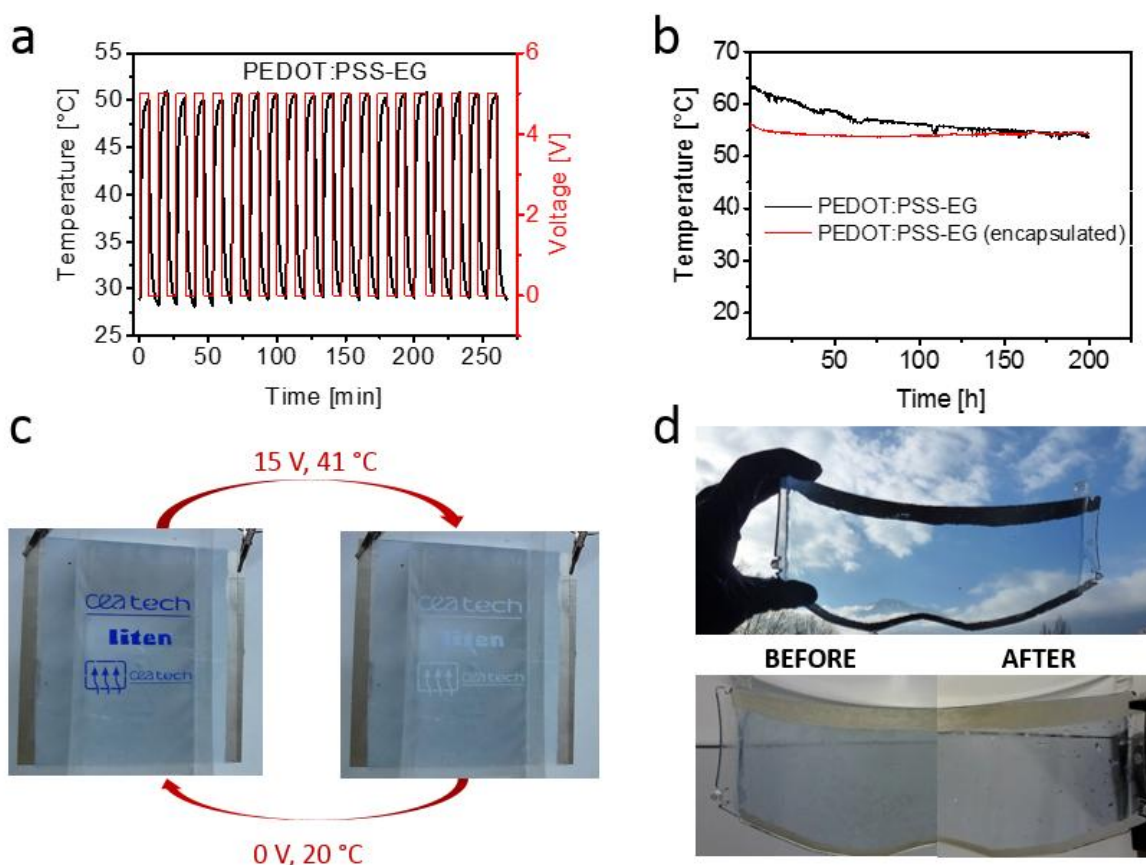 a
55
50
45
40
35
30
25
Temperature [°C]
PEDOT:PSS-EG
6
4
2
0
Voltage [V]
0 50 100 150 200 250
Time [min]
b
70
60
50
40
30
20
Temperature [°C]
PEDOT:PSS-EG
PEDOT:PSS-EG (encapsulated)
50 100 150 200
Time [h]
c
15 V, 41 °C
ceatech
liten
ceatech
ceatech
liten
ceatech
0 V, 20 °C
d
BEFORE AFTER